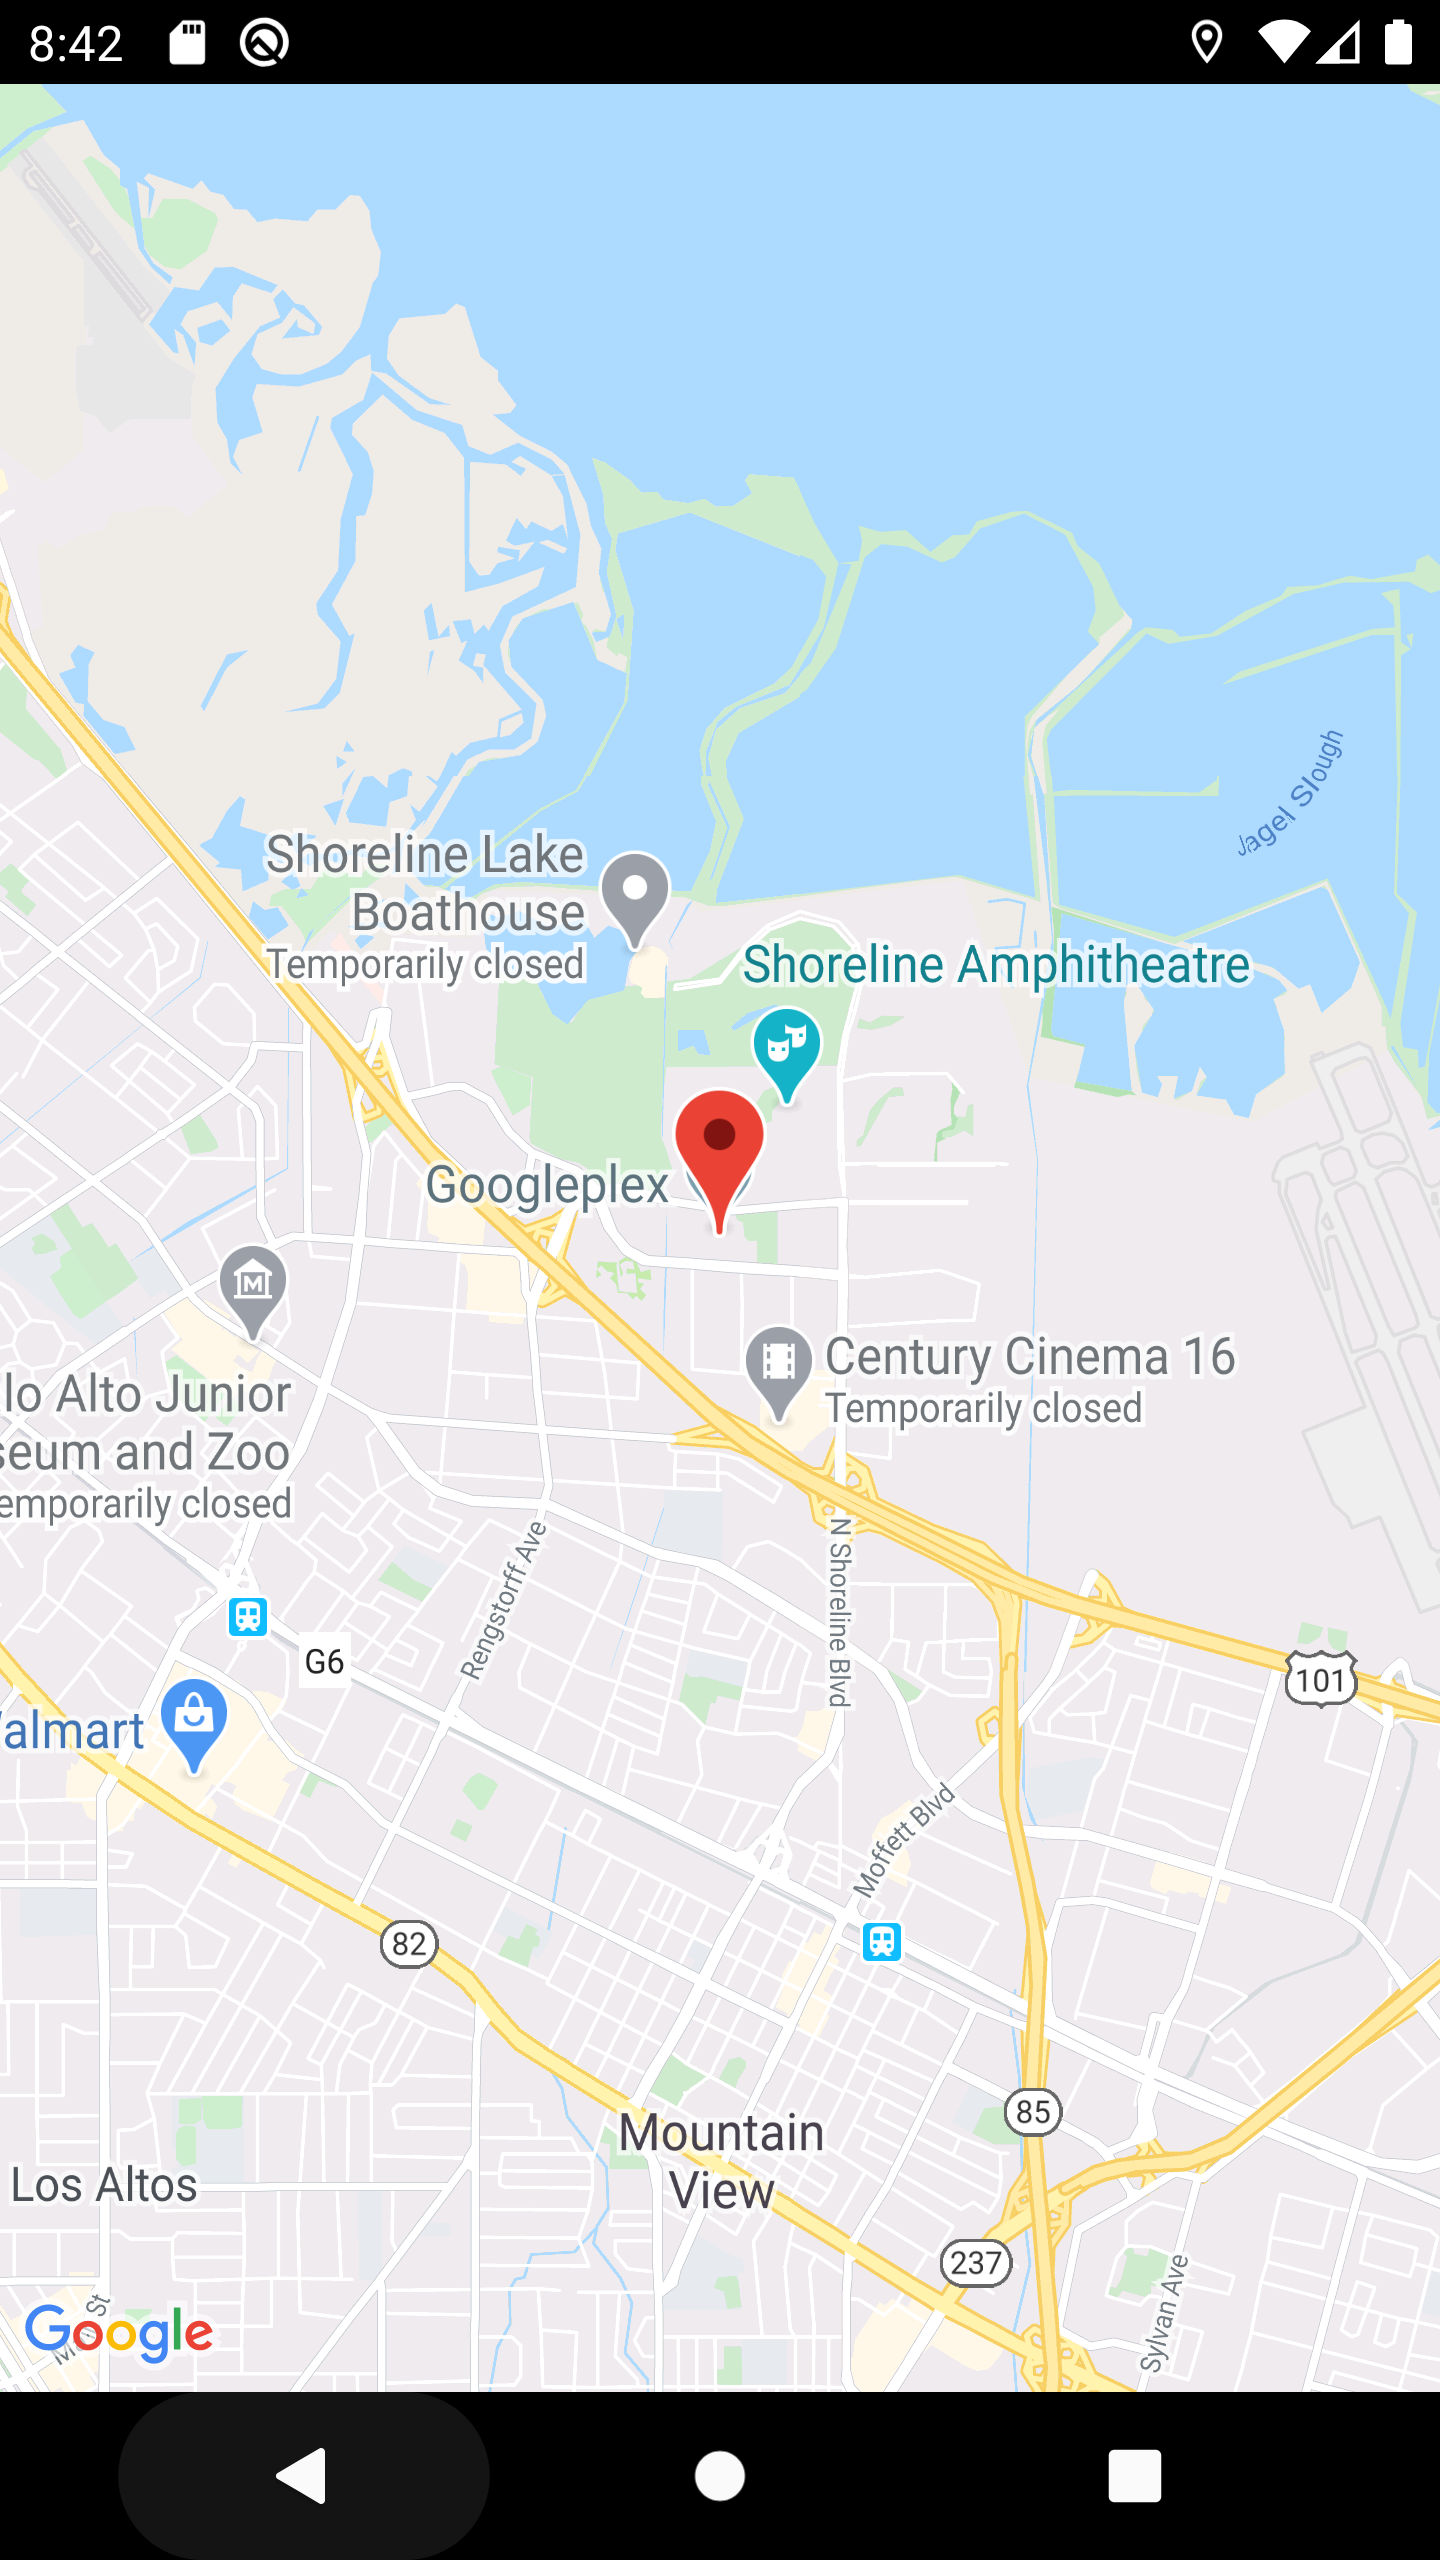 8:42
Jagel Slough
Shoreline Lake
Boathouse
Temporarily closed
Shoreline Amphitheatre
Googleplex
M
Century Cinema 16
Temporarily closed
lo Alto Junior
seum and Zoo
emporarily closed
Rengstorff Ave
N Shoreline Blvd
G6
101
almart
Moffett Blvd
82
85
Mountain
View
Los Altos
237
Sylvan Ave
Google